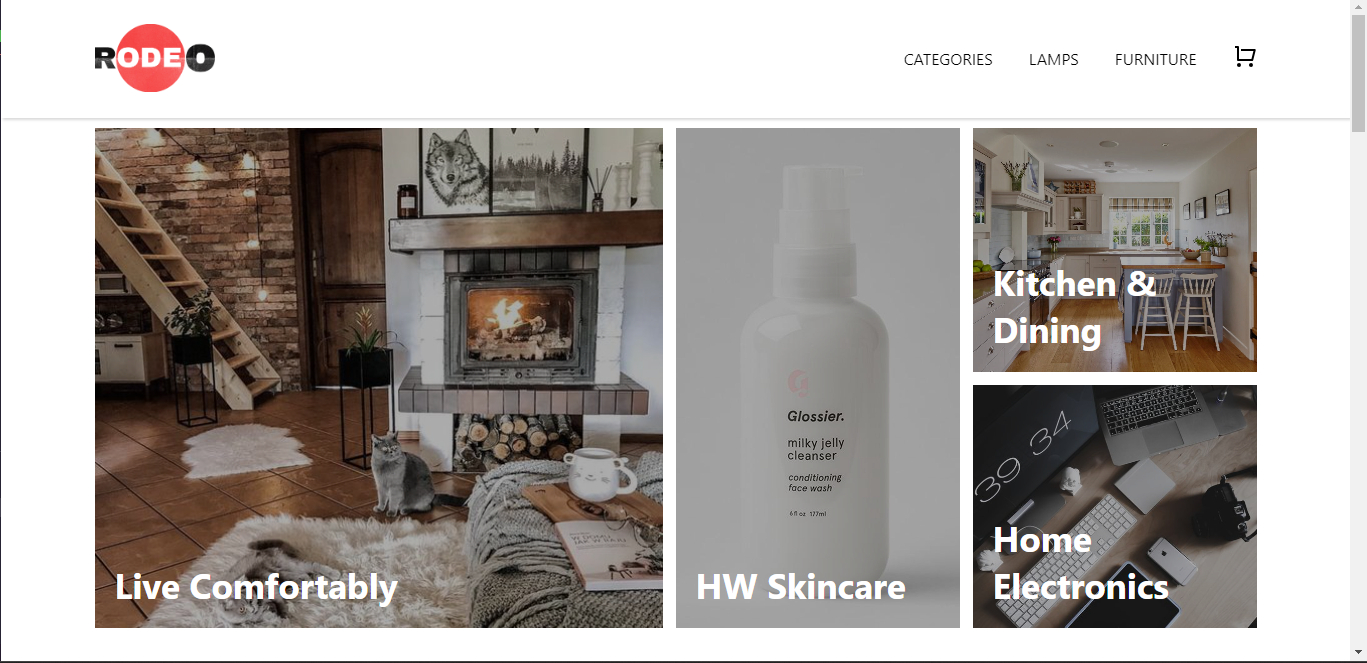 RODEO
CATEGORIES LAMPS FURNITURE
Live Comfortably
Glossier.
milky jelly
cleanser
conditioning
face wash
6 fl oz 177ml
HW Skincare
Kitchen &
Dining
39 34
Home
Electronics